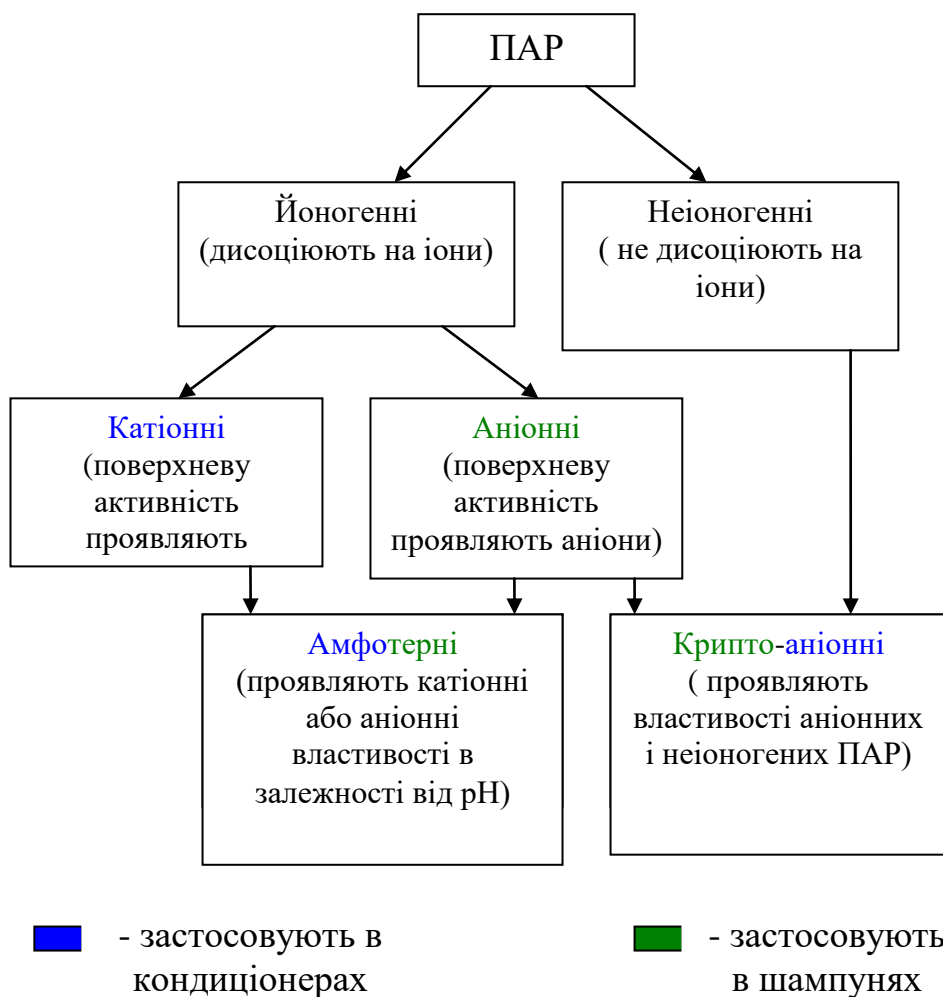 ПАР
Йоногенні
(дисоціюють на іони)
Неіоногенні
( не дисоціюють на
іони)
Катіонні
(поверхневу
активність
проявляють
Аніонні
(поверхневу
активність
проявляють аніони)
Амфотерні
(проявляють катіонні
або аніонні
властивості в
залежності від рН)
Крипто-аніонні
( проявляють
властивості аніонних
і неіоногених ПАР)
- застосовують в
кондиціонерах
- застосовують
в шампунях